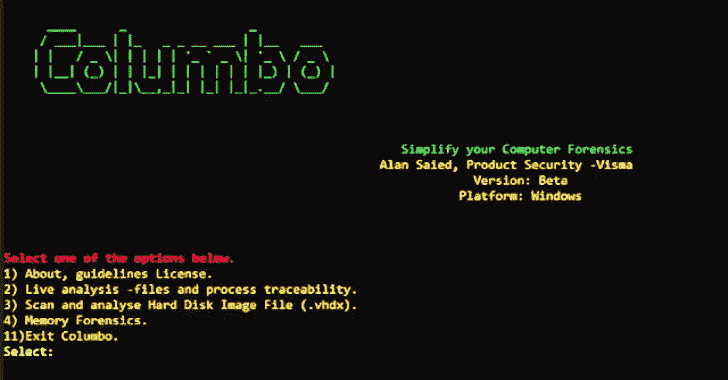 Columbo
Simplify your Computer Forensics
Alan Saied, Product Security -Visma
Version: Beta
Platform: Windows
Select one of the options below.
1) About, guidelines License.
2) Live analysis -files and process traceability.
3) Scan and analyse Hard Disk Image File (.vhdx).
4) Memory Forensics.
11)Exit Columbo.
Select: